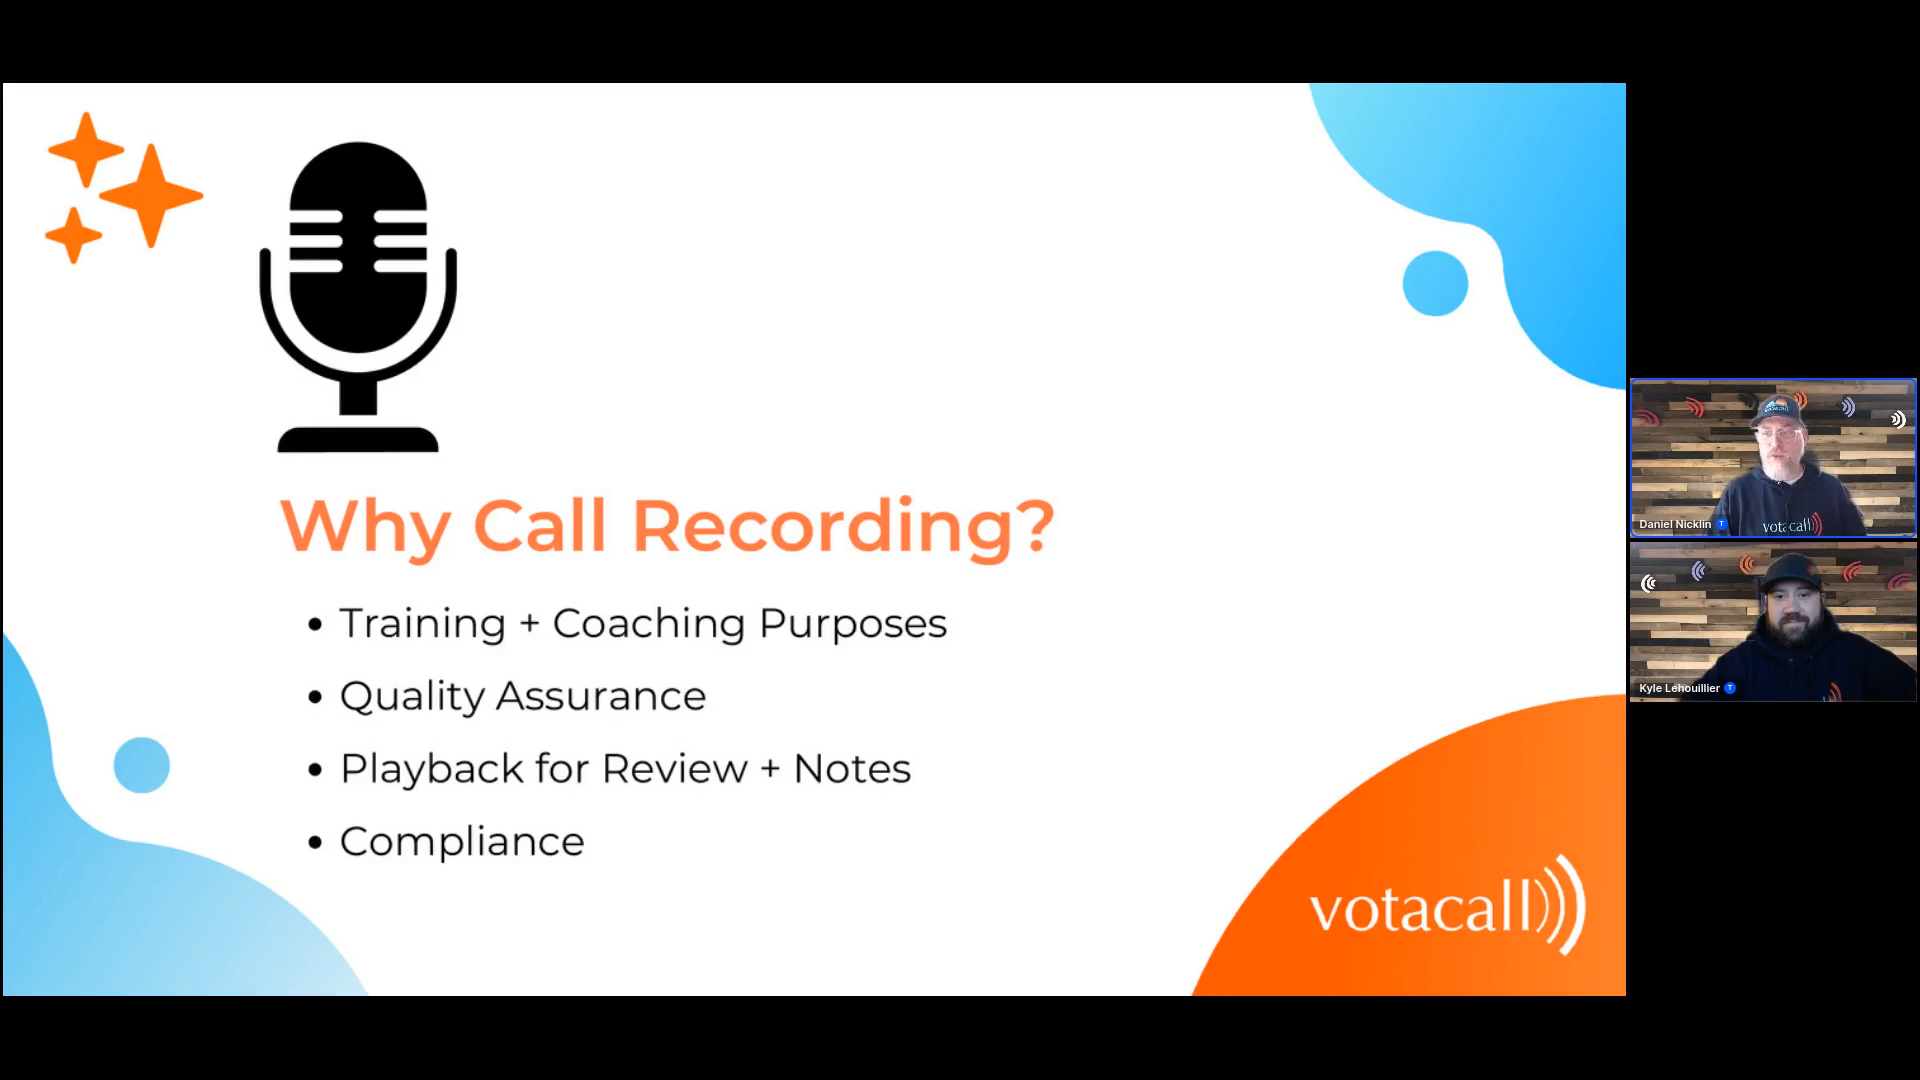 Why Call Recording?
Training + Coaching Purposes
Quality Assurance
Playback for Review + Notes
Compliance
votacall
votacall
Daniel Nicklin T
Kyle Lehouillier T